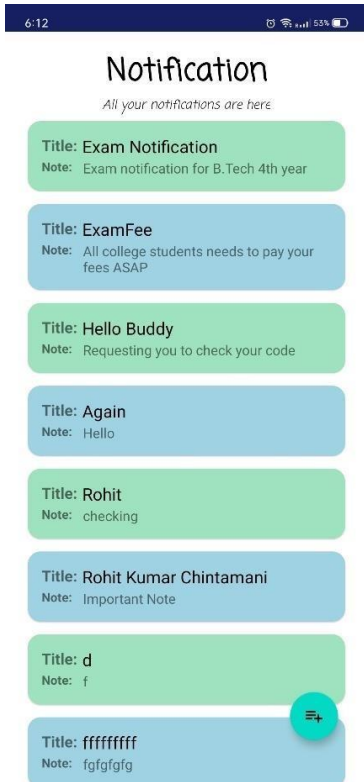 6:12 53%
Notification
All your notifications are here
Title: Exam Notification
Note: Exam notification for B.Tech 4th year
Title: ExamFee
Note: All college students needs to pay your
fees ASAP
Title: Hello Buddy
Note: Requesting you to check your code
Title: Again
Note: Hello
Title: Rohit
Note: checking
Title: Rohit Kumar Chintamani
Note: Important Note
Title: d
Note: f
Title: fffffffff
Note: fgfgfgfg